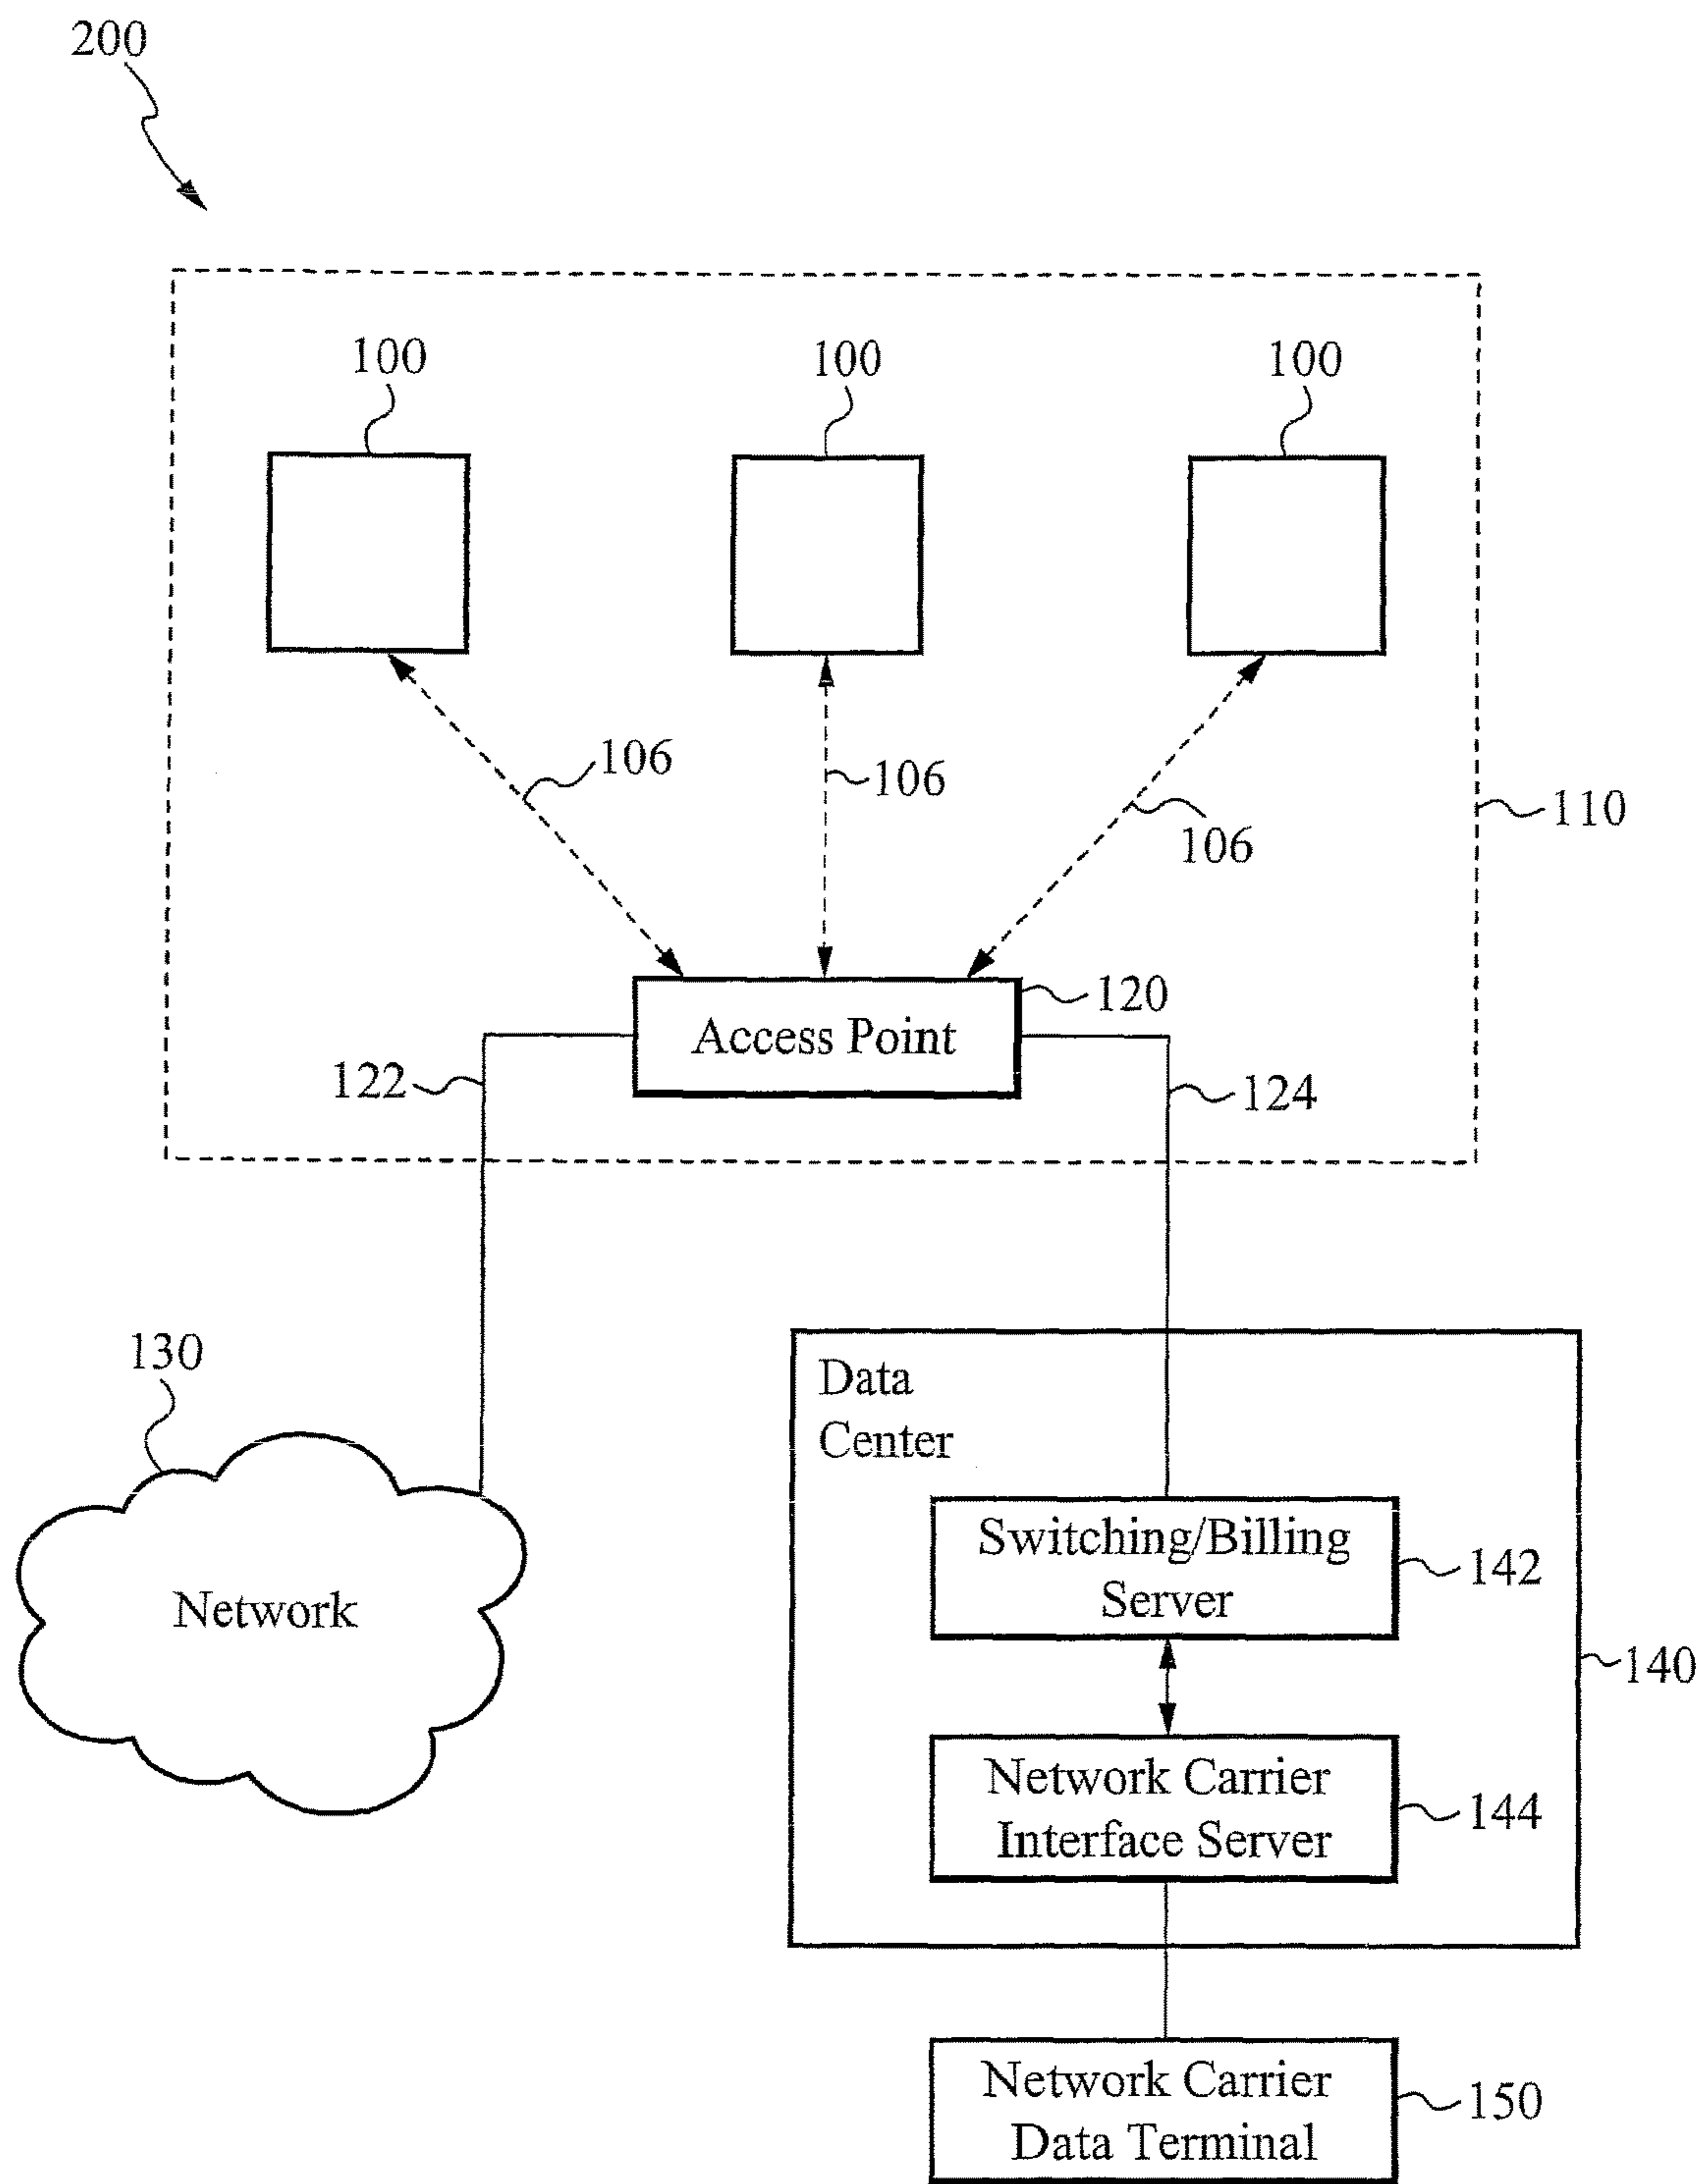 200
100
100
100
106
106
106
110
120
Access Point
122
124
130
Network
Data
Center
Switching/Billing
Server
142
140
Network Carrier
Interface Server
144
Network Carrier
Data Terminal
150